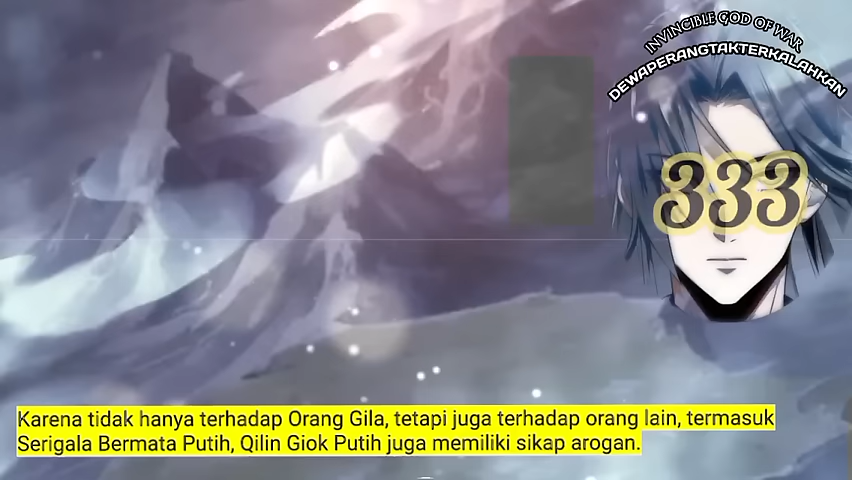 INVINCIBLE GOD OF WAR
DEWAPERANGTAKTERKALAHKAN
333
Karena tidak hanya terhadap Orang Gila, tetapi juga terhadap orang lain, termasuk
Serigala Bermata Putih, Qilin Giok Putih juga memiliki sikap arogan.